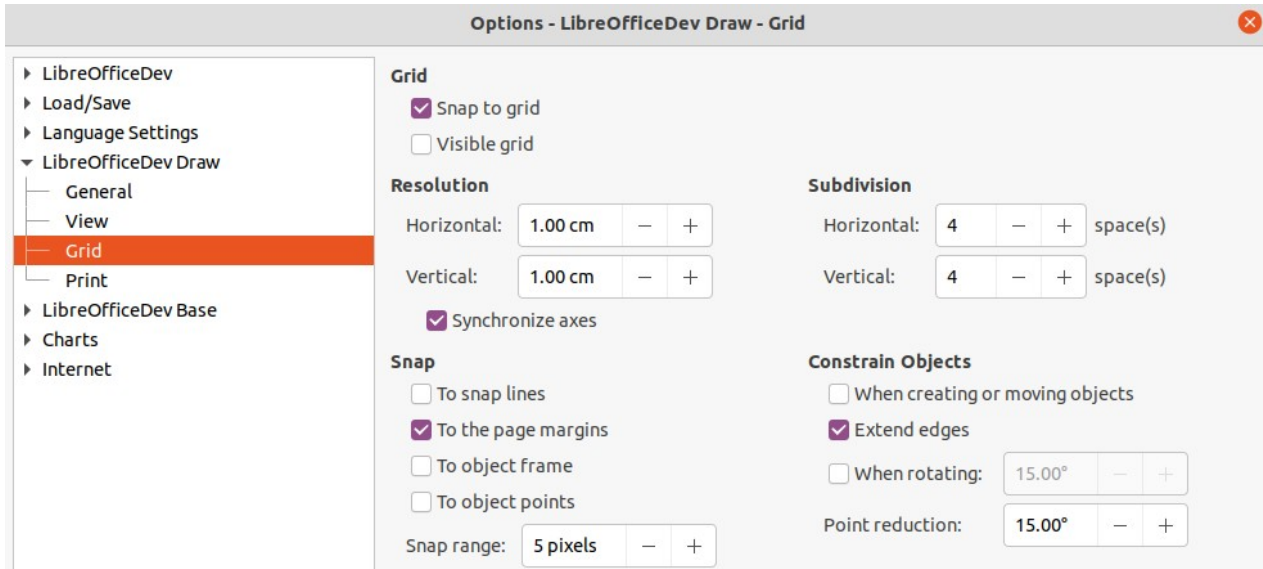 Options - LibreOfficeDev Draw - Grid
LibreOfficeDev
Load/Save
Language Settings
LibreOfficeDev Draw
General
View
Grid
Print
LibreOfficeDev Base
Charts
Internet
Grid
Snap to grid
Visible grid
Resolution
Horizontal: 1.00 cm − +
Vertical: 1.00 cm − +
Synchronize axes
Subdivision
Horizontal: 4 − + space(s)
Vertical: 4 − + space(s)
Snap
To snap lines
To the page margins
To object frame
To object points
Snap range: 5 pixels − +
Constrain Objects
When creating or moving objects
Extend edges
When rotating: 15.00° − +
Point reduction: 15.00° − +